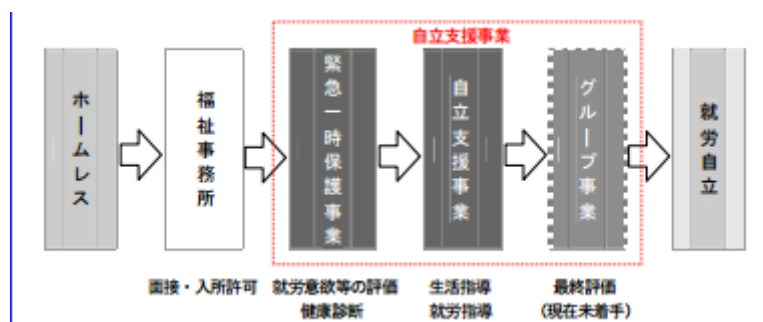 自立支援事業
ホームレス
福祉事務所
緊急一時保護事業
自立支援事業
グループ事業
就労自立
面接・入所許可
就労意欲等の評価
健康診断
生活指導
就労指導
最終評価
(現在未着手)